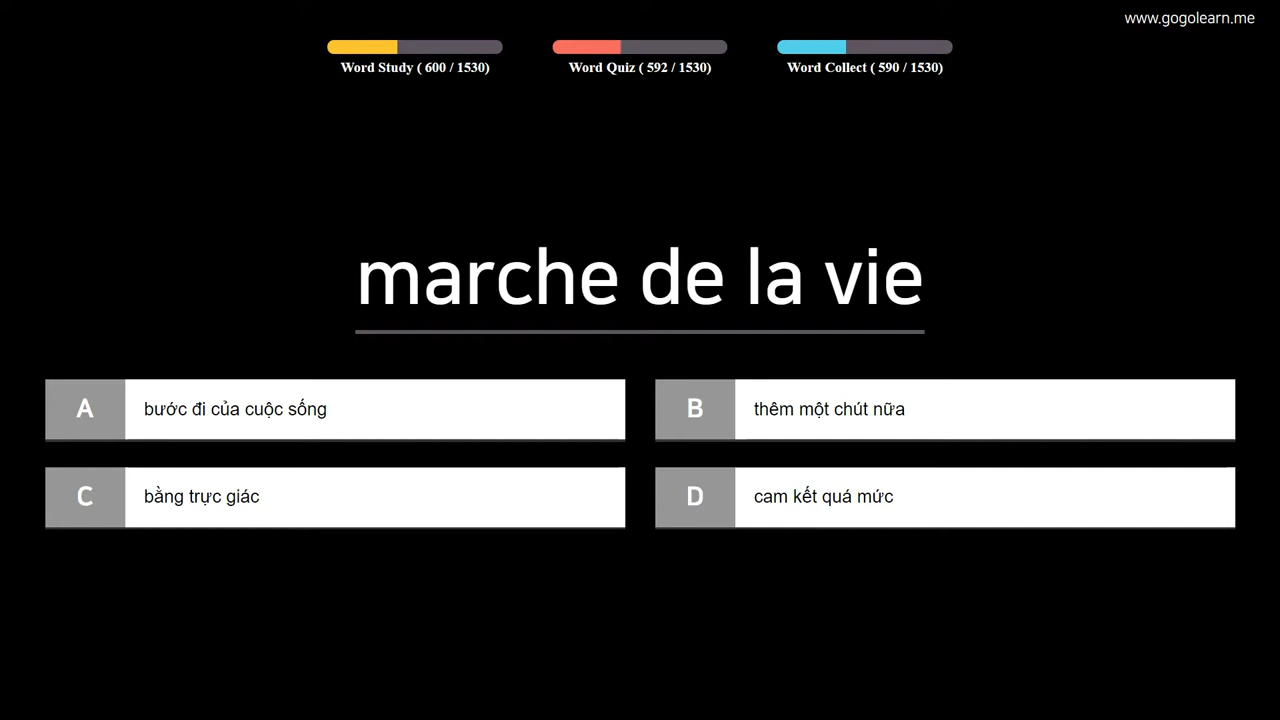 www.gogolearn.me
Word Study ( 600 / 1530)
Word Quiz ( 592 / 1530)
Word Collect ( 590 / 1530)
marche de la vie
A bước đi của cuộc sống
B thêm một chút nữa
C bằng trực giác
D cam kết quá mức